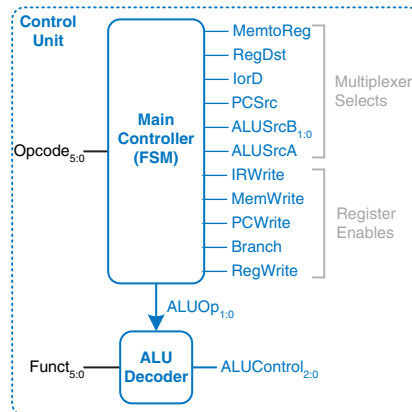 Control
Unit
MemtoReg
RegDst
IorD
PCSrc
ALUSrcB1:0
ALUSrcA
IRWrite
MemWrite
PCWrite
Branch
RegWrite
Multiplexer
Selects
Register
Enables
Main
Controller
(FSM)
Opcode5:0
ALUOp1:0
ALU
Decoder
Funct5:0
ALUControl2:0